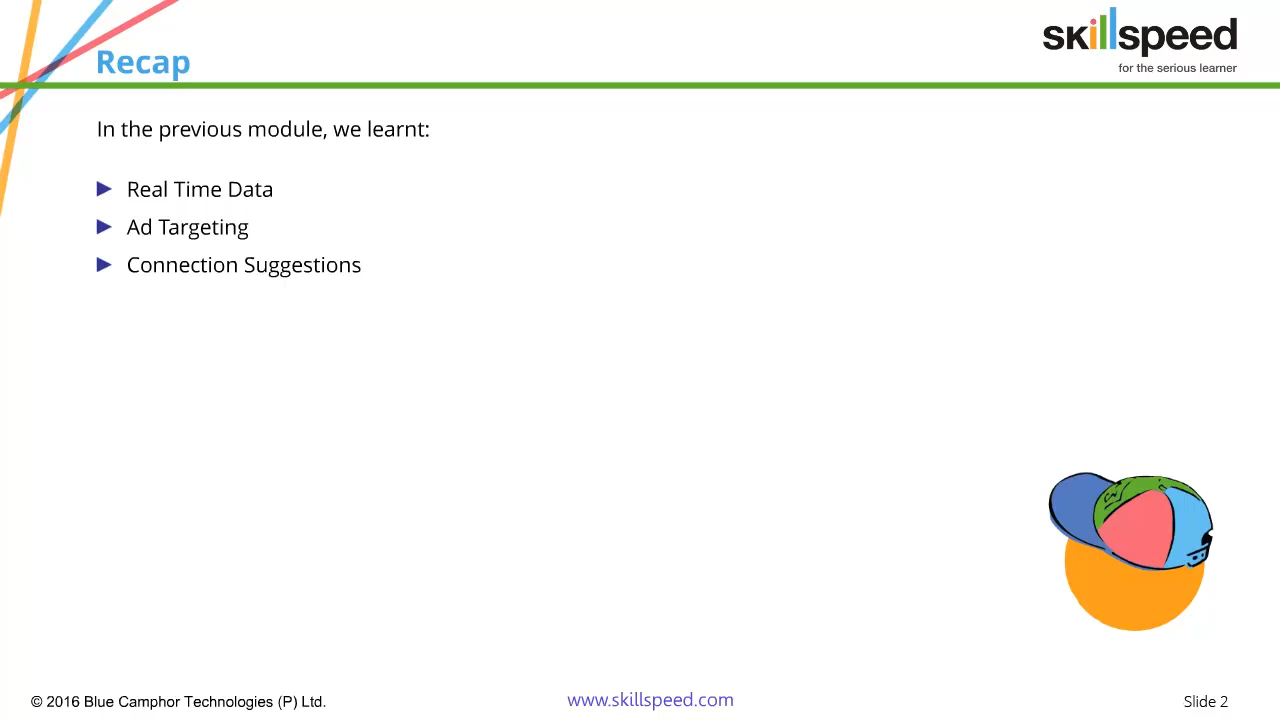 Recap
skillspeed
for the serious learner
In the previous module, we learnt:
Real Time Data
Ad Targeting
Connection Suggestions
© 2016 Blue Camphor Technologies (P) Ltd.
www.skillspeed.com
Slide 2